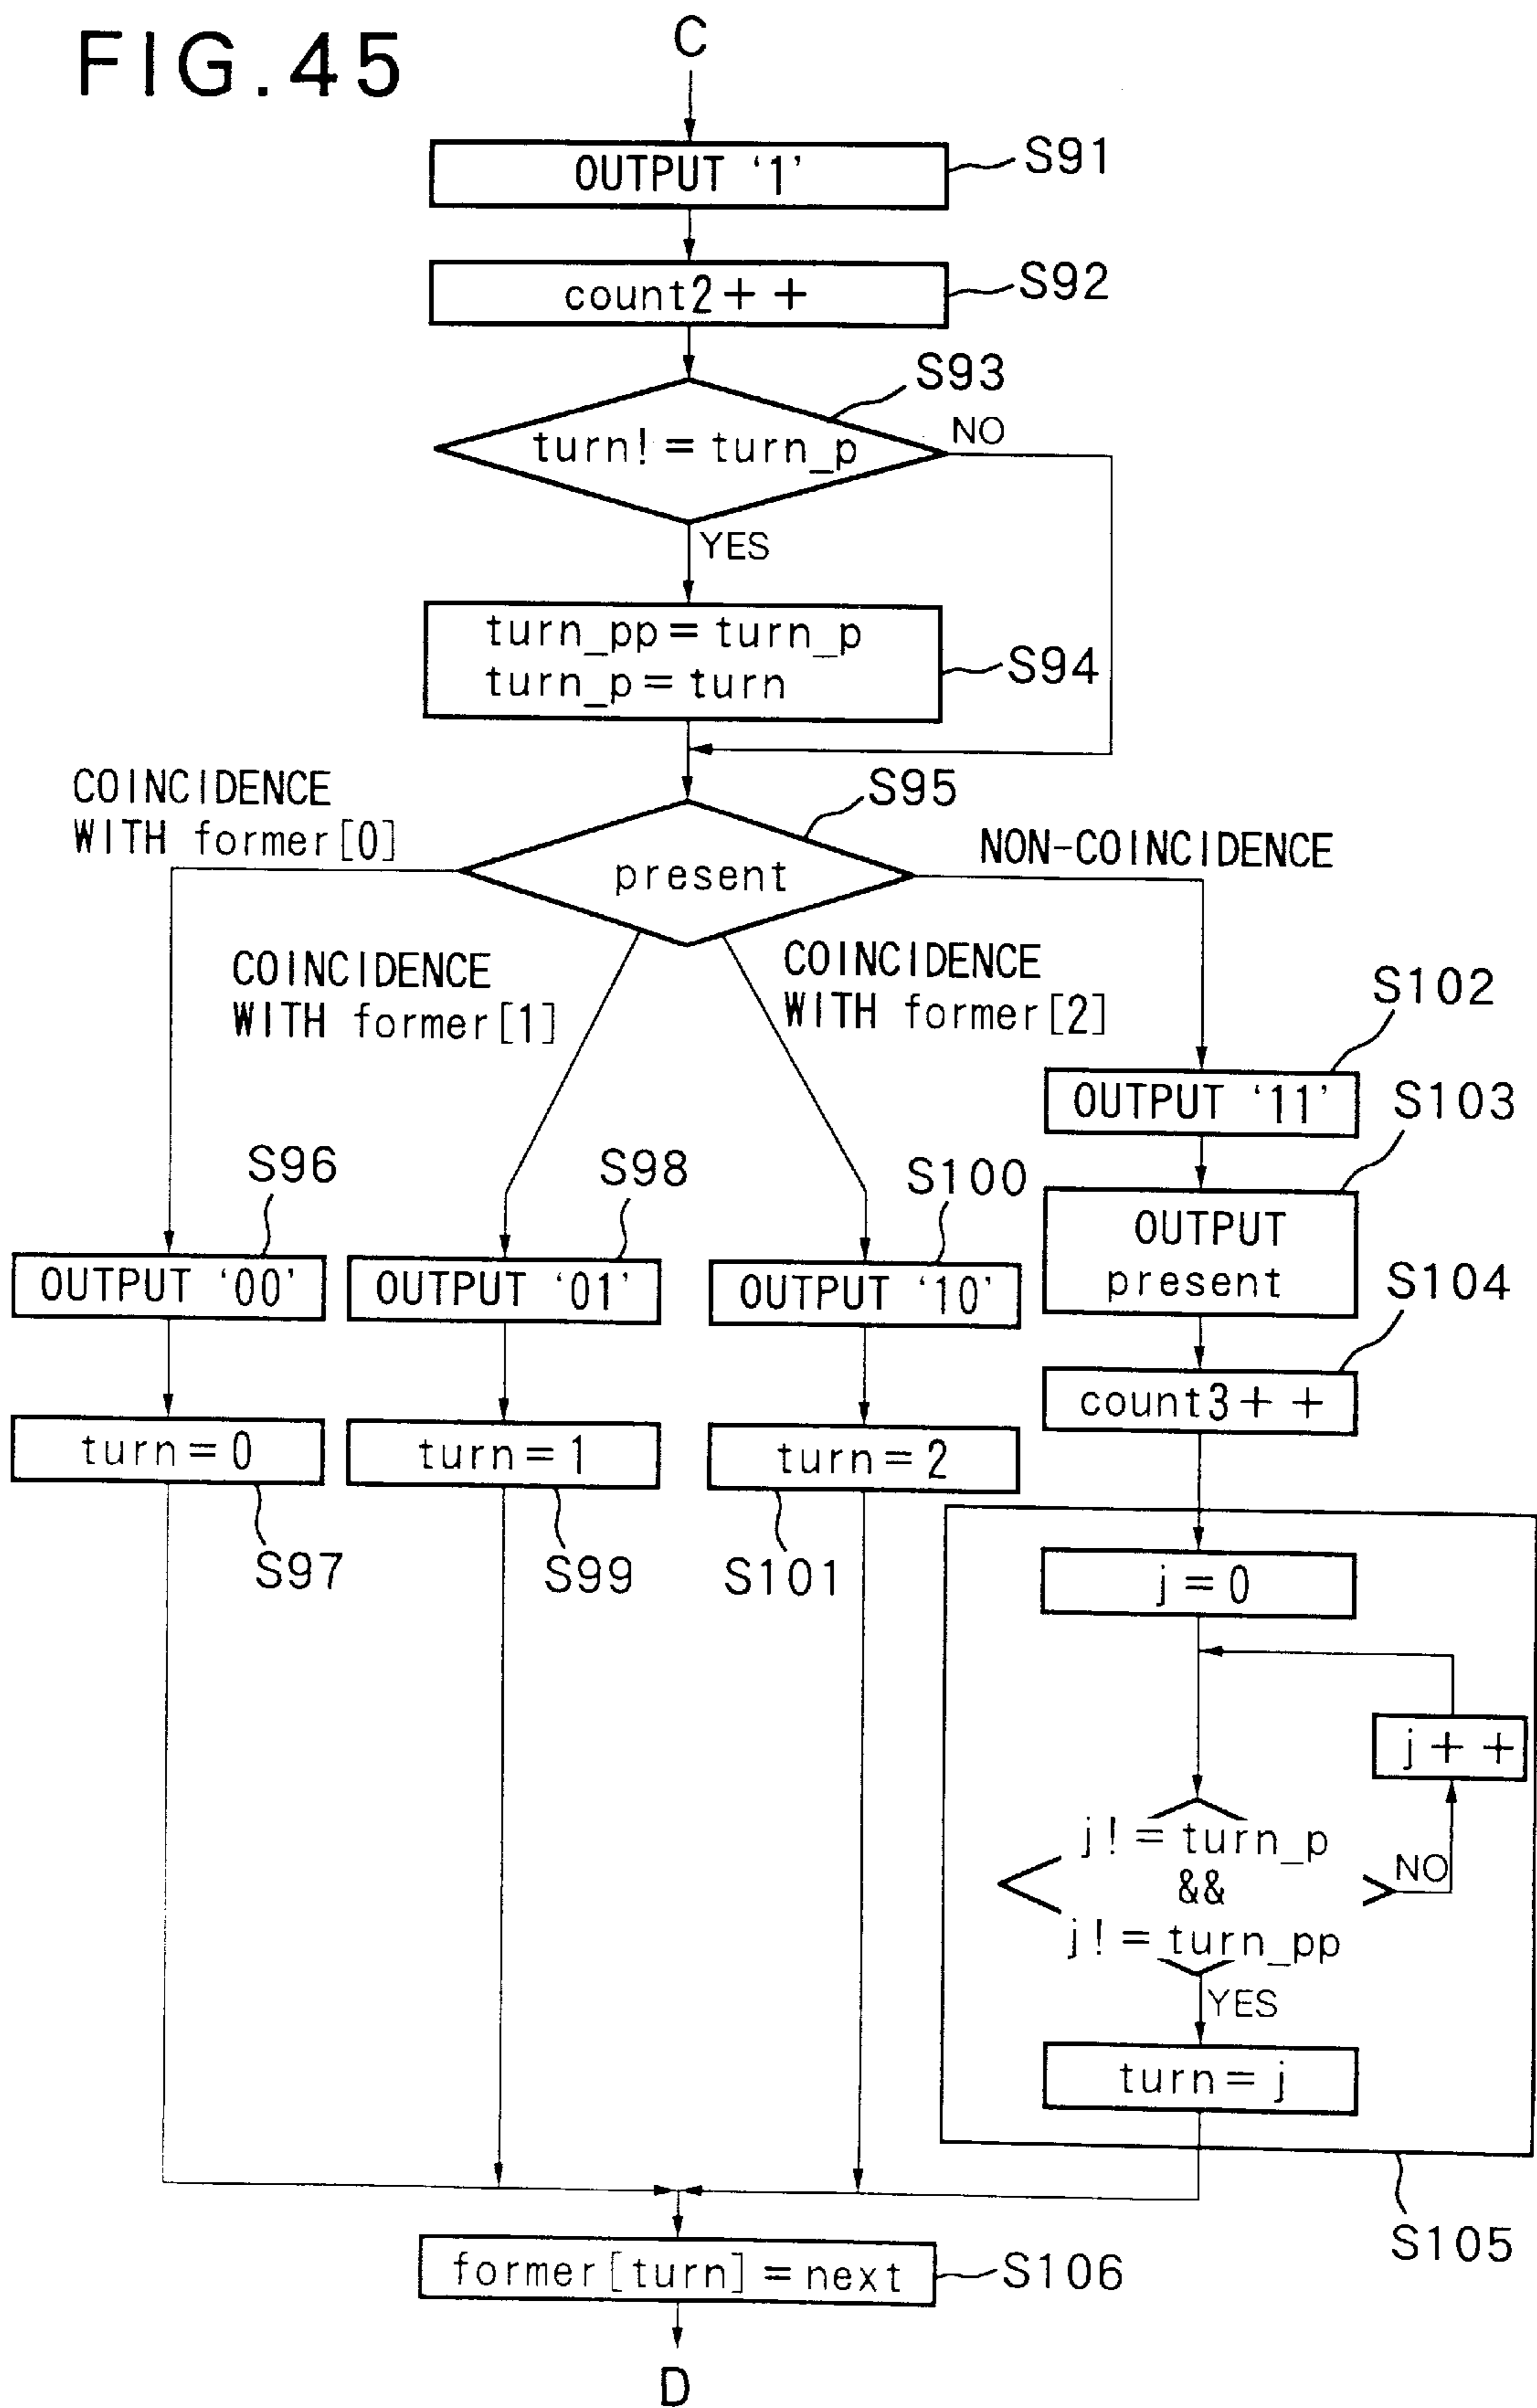 FIG.45
C
OUTPUT ‘1’
S91
count2++
S92
S93
turn!=turn_p
NO
YES
turn_pp=turn_p
turn_p=turn
S94
S95
COINCIDENCE
WITH former[0]
present
NON-COINCIDENCE
COINCIDENCE
WITH former[1]
COINCIDENCE
WITH former[2]
S102
OUTPUT ‘11’
S103
OUTPUT
present
S104
count3++
S96
S98
S100
OUTPUT ‘00’
OUTPUT ‘01’
OUTPUT ‘10’
turn=0
turn=1
turn=2
S97
S99
S101
j=0
j++
j!=turn_p
&&
j!=turn_pp
NO
YES
turn=j
S105
former[turn]=next
S106
D